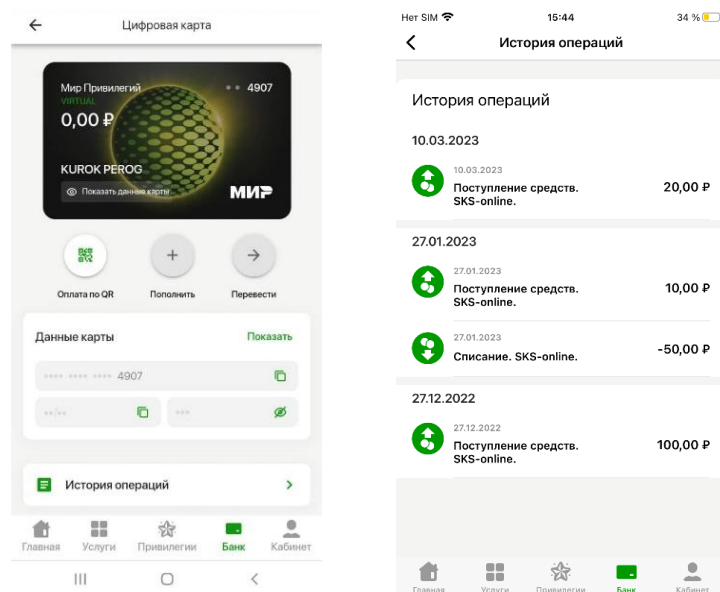 Цифровая карта
Мир Привилегий
•• 4907
VIRTUAL
0,00 ₽
KUROK PEROG
Показать данные карты
МИР
Оплата по QR
Пополнить
Перевести
Данные карты
Показать
•••• •••• •••• 4907
••/••
•••
История операций
Главная
Услуги
Привилегии
Банк
Кабинет
Нет SIM
15:44
34 %
История операций
История операций
10.03.2023
10.03.2023
Поступление средств.
SKS-online.
20,00 ₽
27.01.2023
27.01.2023
Поступление средств.
SKS-online.
10,00 ₽
27.01.2023
Списание. SKS-online.
-50,00 ₽
27.12.2022
27.12.2022
Поступление средств.
SKS-online.
100,00 ₽
Главная
Услуги
Привилегии
Банк
Кабинет